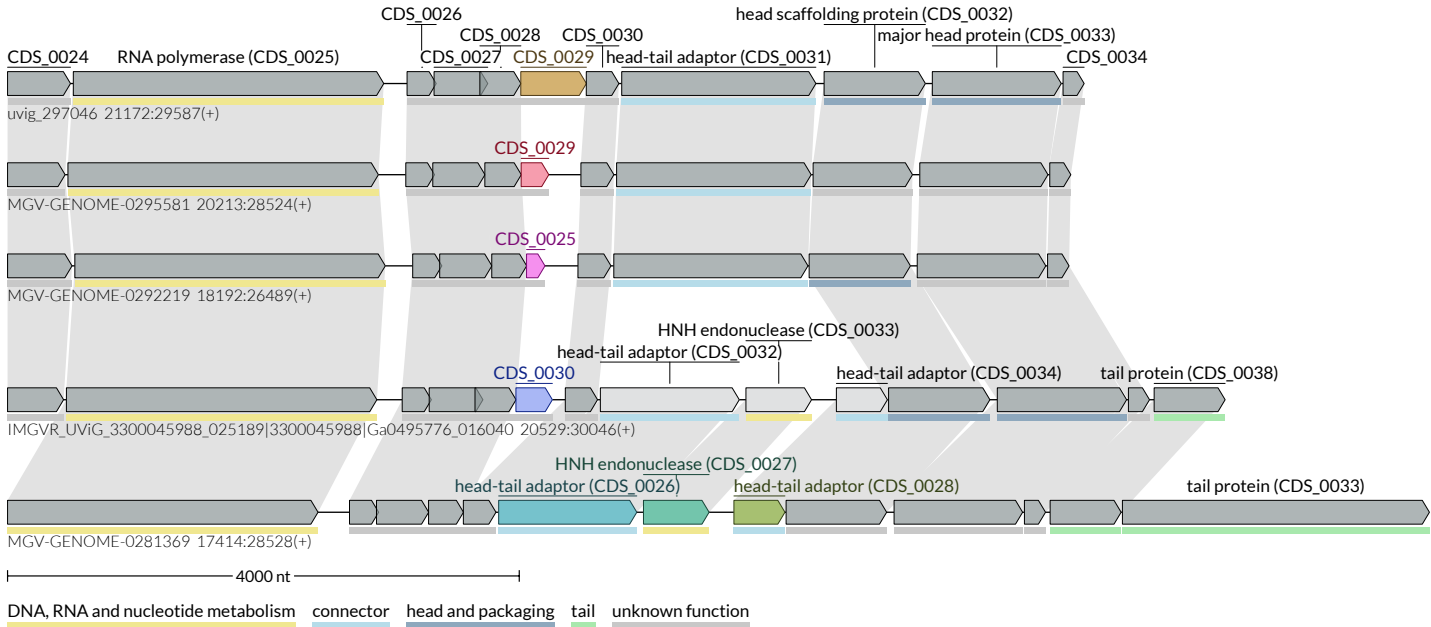 CDS_0026
head scaffolding protein (CDS_0032)
CDS_0028 CDS_0030 major head protein (CDS_0033)
CDS_0024 RNA polymerase (CDS_0025) CDS_0027 CDS_0029 head-tail adaptor (CDS_0031) CDS_0034
uvig_297046 21172:29587(+)
CDS_0029
MGV-GENOME-0295581 20213:28524(+)
CDS_0025
MGV-GENOME-0292219 18192:26489(+)
HNH endonuclease (CDS_0033)
head-tail adaptor (CDS_0032)
CDS_0030 head-tail adaptor (CDS_0034) tail protein (CDS_0038)
IMGVR_UViG_3300045988_025189|3300045988|Ga0495776_016040 20529:30046(+)
HNH endonuclease (CDS_0027)
head-tail adaptor (CDS_0026) head-tail adaptor (CDS_0028) tail protein (CDS_0033)
MGV-GENOME-0281369 17414:28528(+)
4000 nt
DNA, RNA and nucleotide metabolism connector head and packaging tail unknown function